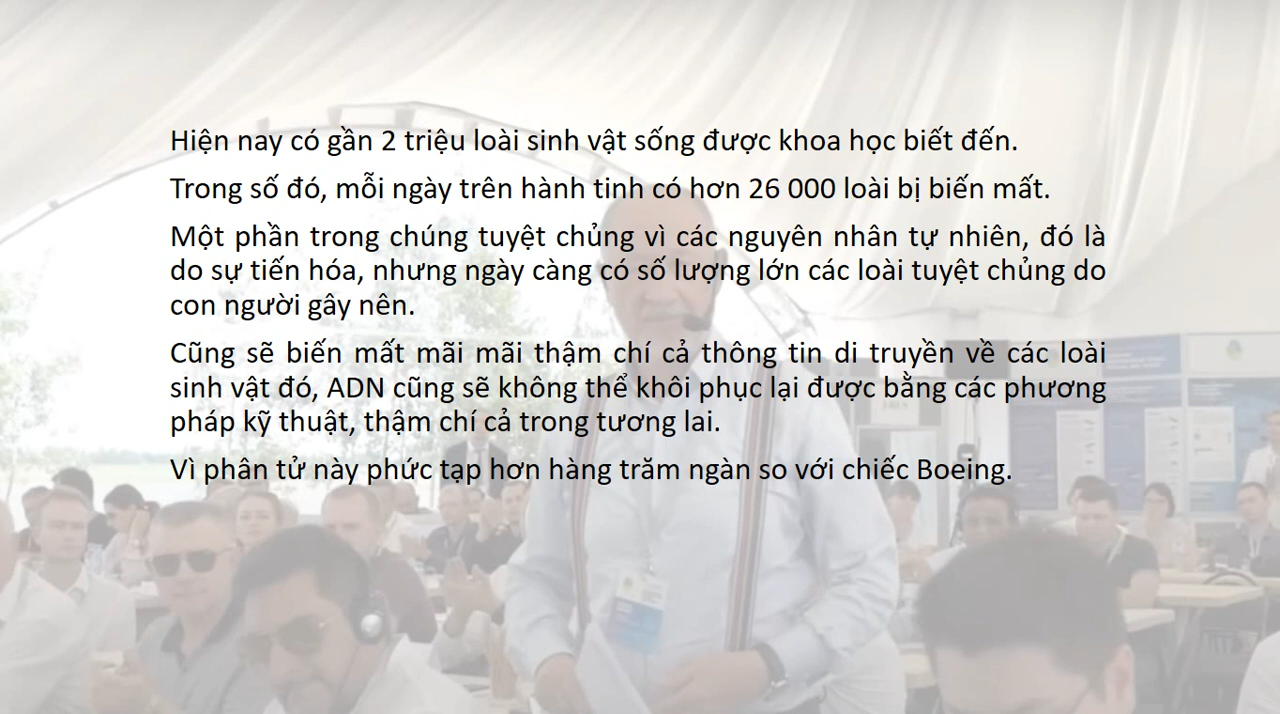 Hiện nay có gần 2 triệu loài sinh vật sống được khoa học biết đến.
Trong số đó, mỗi ngày trên hành tinh có hơn 26 000 loài bị biến mất.
Một phần trong chúng tuyệt chủng vì các nguyên nhân tự nhiên, đó là
do sự tiến hóa, nhưng ngày càng có số lượng lớn các loài tuyệt chủng do
con người gây nên.
Cũng sẽ biến mất mãi mãi thậm chí cả thông tin di truyền về các loài
sinh vật đó, ADN cũng sẽ không thể khôi phục lại được bằng các phương
pháp kỹ thuật, thậm chí cả trong tương lai.
Vì phân tử này phức tạp hơn hàng trăm ngàn so với chiếc Boeing.